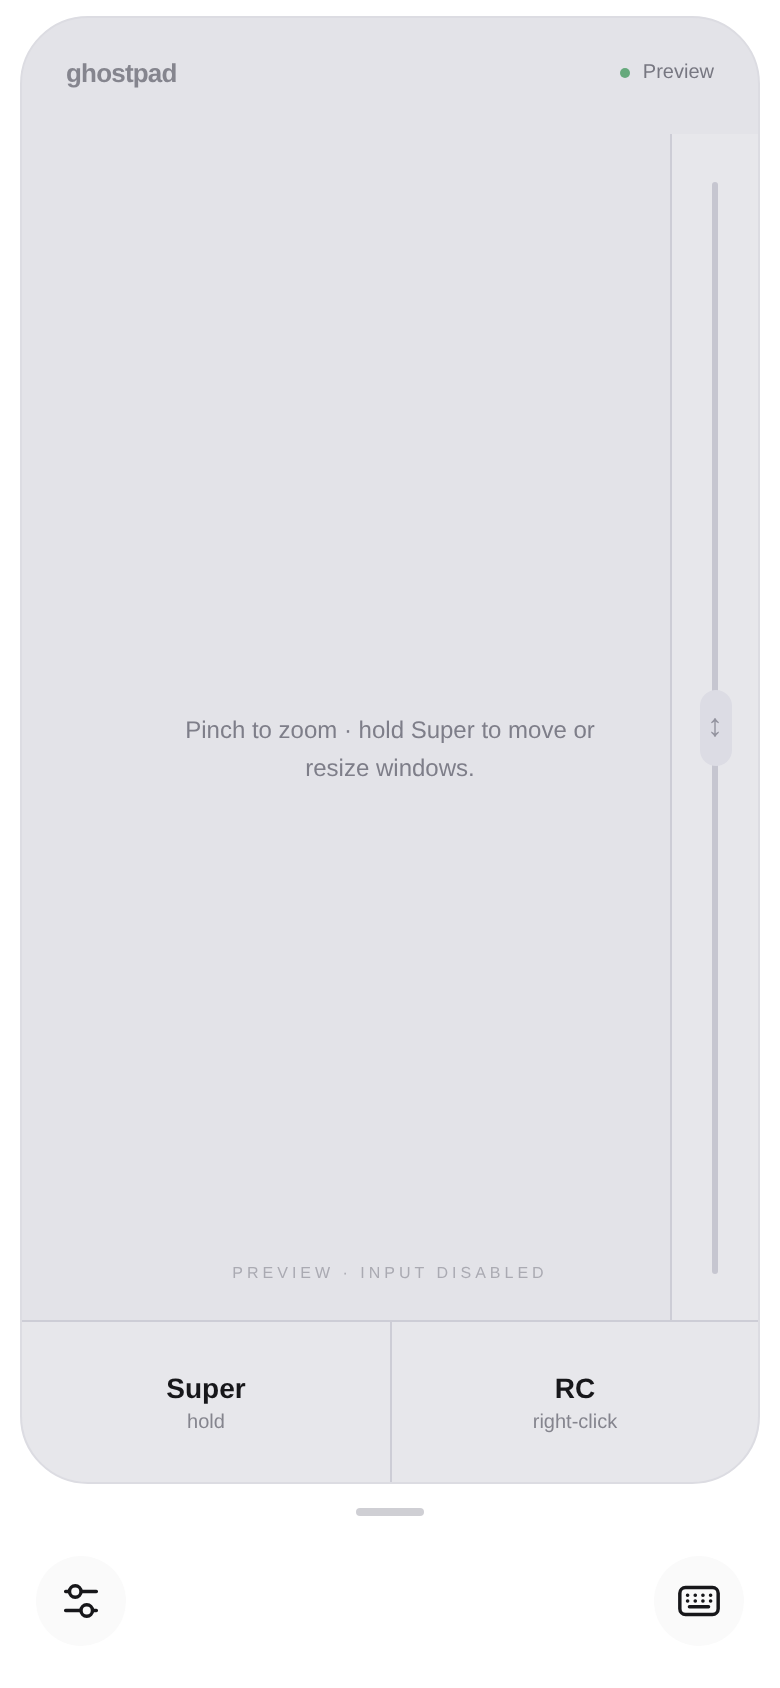 ghostpad
Preview
Pinch to zoom · hold Super to move or
resize windows.
PREVIEW · INPUT DISABLED
Super
hold
RC
right-click